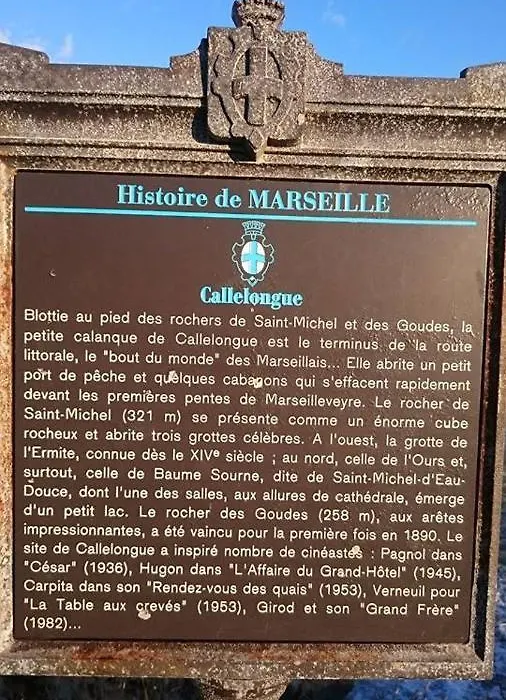 Histoire de MARSEILLE
Callelongue
Blottie au pied des rochers de Saint-Michel et des Goudes, la
petite calanque de Callelongue est le terminus de la route
littorale, le "bout du monde" des Marseillais... Elle abrite un petit
port de pêche et quelques cabanons qui s'effacent rapidement
devant les premières pentes de Marseilleveyre. Le rocher de
Saint-Michel (321 m) se présente comme un énorme cube
rocheux et abrite trois grottes célèbres. A l'ouest, la grotte de
l'Ermite, connue dès le XIVe siècle ; au nord, celle de l'Ours et,
surtout, celle de Baume Sourne, dite de Saint-Michel-d'Eau-
Douce, dont l'une des salles, aux allures de cathédrale, émerge
d'un petit lac. Le rocher des Goudes (258 m), aux arêtes
impressionnantes, a été vaincu pour la première fois en 1890. Le
site de Callelongue a inspiré nombre de cinéastes : Pagnol dans
"César" (1936), Hugon dans "L'Affaire du Grand-Hôtel" (1945),
Carpita dans son "Rendez-vous des quais" (1953), Verneuil pour
"La Table aux crevés" (1953), Girod et son "Grand Frère"
(1982)...